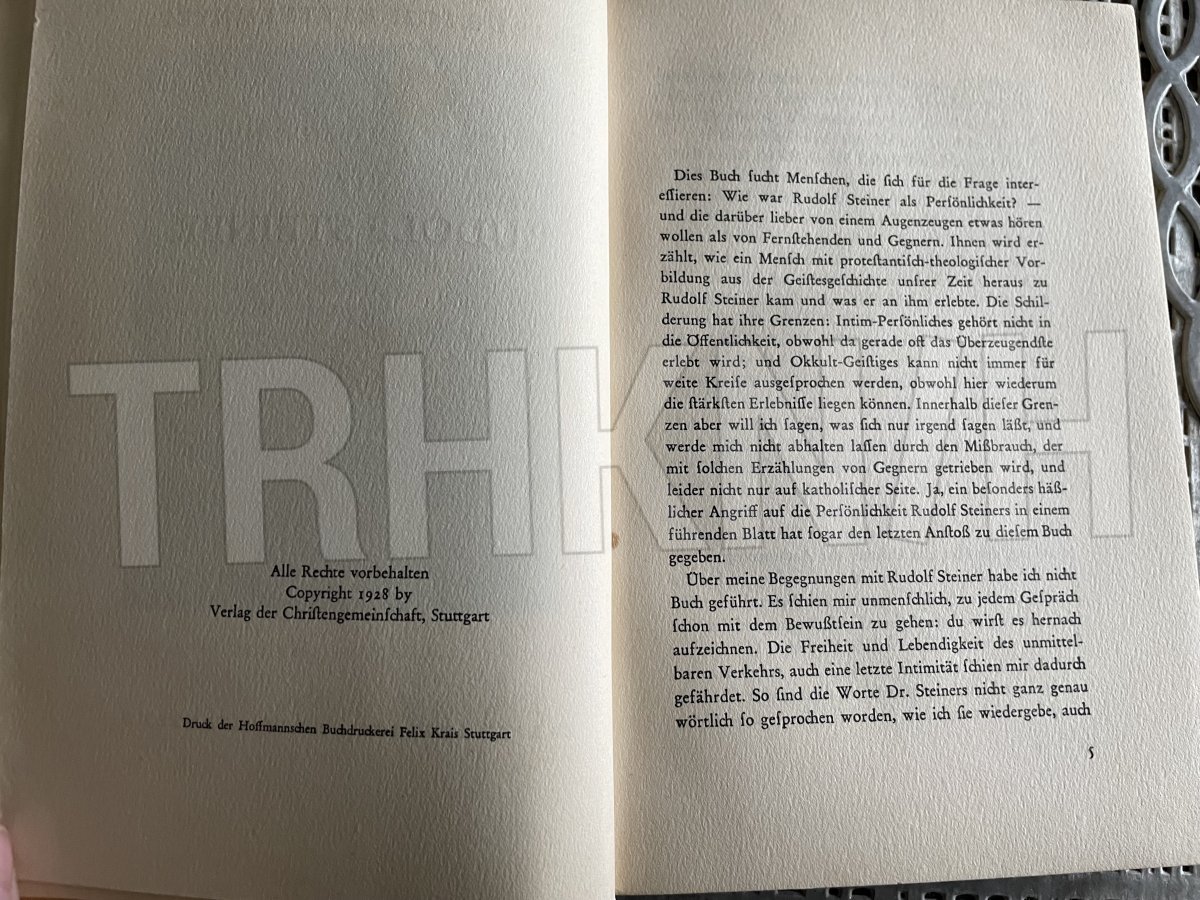 Alle Rechte vorbehalten
Copyright 1928 by
Verlag der Chriſtengemeinſchaft, Stuttgart
Druck der Hoffmannschen Buchdruckerei Felix Krais Stuttgart
Dies Buch ſucht Menſchen, die ſich für die Frage inter-
eſſieren: Wie war Rudolf Steiner als Perſönlichkeit? —
und die darüber lieber von einem Augenzeugen etwas hören
wollen als von Fernſtehenden und Gegnern. Ihnen wird er-
zählt, wie ein Menſch mit proteſtantiſch-theologiſcher Vor-
bildung aus der Geiſtesgeſchichte unſrer Zeit heraus zu
Rudolf Steiner kam und was er an ihm erlebte. Die Schil-
derung hat ihre Grenzen: Intim-Perſönliches gehört nicht in
die Öffentlichkeit, obwohl da gerade oft das Überzeugendſte
erlebt wird; und Okkult-Geiſtiges kann nicht immer für
weite Kreiſe ausgeſprochen werden, obwohl hier wiederum
die ſtärkſten Erlebniſſe liegen können. Innerhalb dieſer Gren-
zen aber will ich ſagen, was ſich nur irgend ſagen läßt, und
werde mich nicht abhalten laſſen durch den Mißbrauch, der
mit ſolchen Erzählungen von Gegnern getrieben wird, und
leider nicht nur auf katholiſcher Seite. Ja, ein beſonders häß-
licher Angriff auf die Perſönlichkeit Rudolf Steiners in einem
führenden Blatt hat ſogar den letzten Anſtoß zu dieſem Buch
gegeben.
Über meine Begegnungen mit Rudolf Steiner habe ich nicht
Buch geführt. Es ſchien mir unmenſchlich, zu jedem Geſpräch
ſchon mit dem Bewußtſein zu gehen: du wirſt es hernach
aufzeichnen. Die Freiheit und Lebendigkeit des unmittel-
baren Verkehrs, auch eine letzte Intimität ſchien mir dadurch
gefährdet. So ſind die Worte Dr. Steiners nicht ganz genau
wörtlich ſo geſprochen worden, wie ich ſie wiedergebe, auch
5
TRHKMH